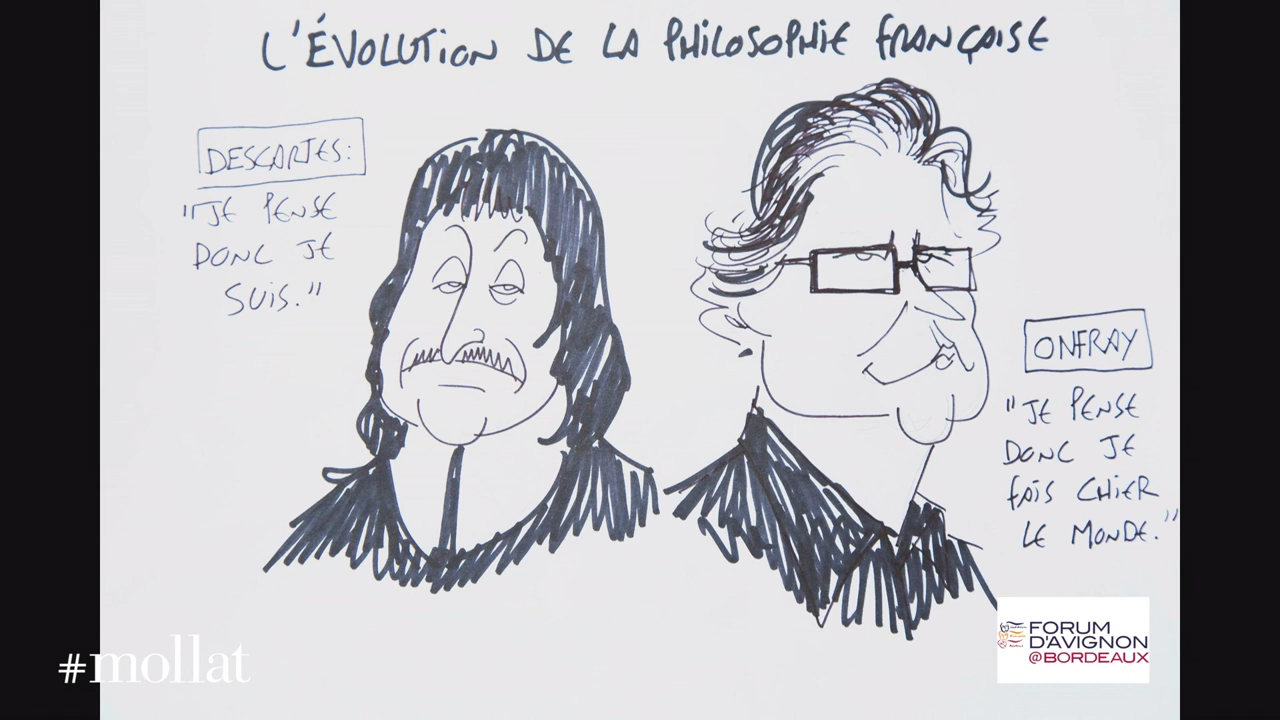 L'ÉVOLUTION DE LA PHILOSOPHIE FRANÇAISE
DESCARTES:
"JE PENSE
DONC JE
SUIS."
ONFRAY
"JE PENSE
DONC JE
FAIS CHIER
LE MONDE."
#mollat
FORUM
D'AVIGNON
@BORDEAUX